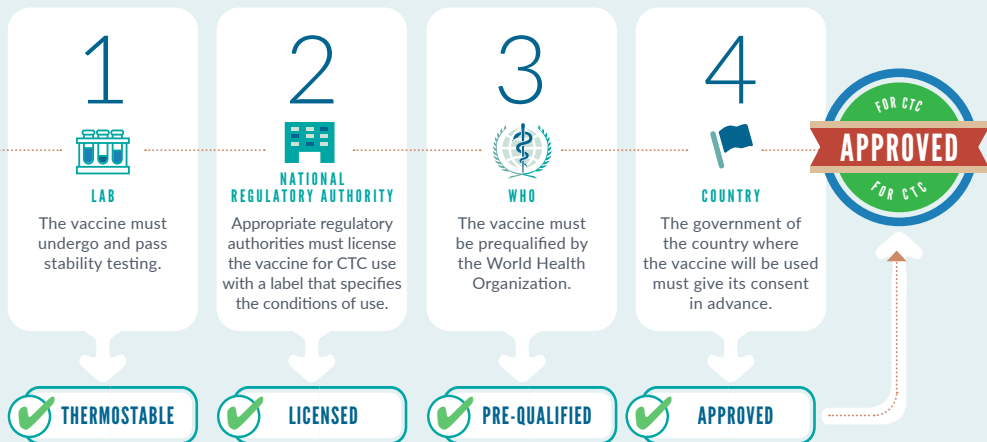 1
LAB
The vaccine must
undergo and pass
stability testing.
THERMOSTABLE
2
NATIONAL
REGULATORY AUTHORITY
Appropriate regulatory
authorities must license
the vaccine for CTC use
with a label that specifies
the conditions of use.
LICENSED
3
WHO
The vaccine must
be prequalified by
the World Health
Organization.
PRE-QUALIFIED
4
COUNTRY
The government of
the country where
the vaccine will be used
must give its consent
in advance.
APPROVED
FOR CTC
APPROVED
FOR CTC